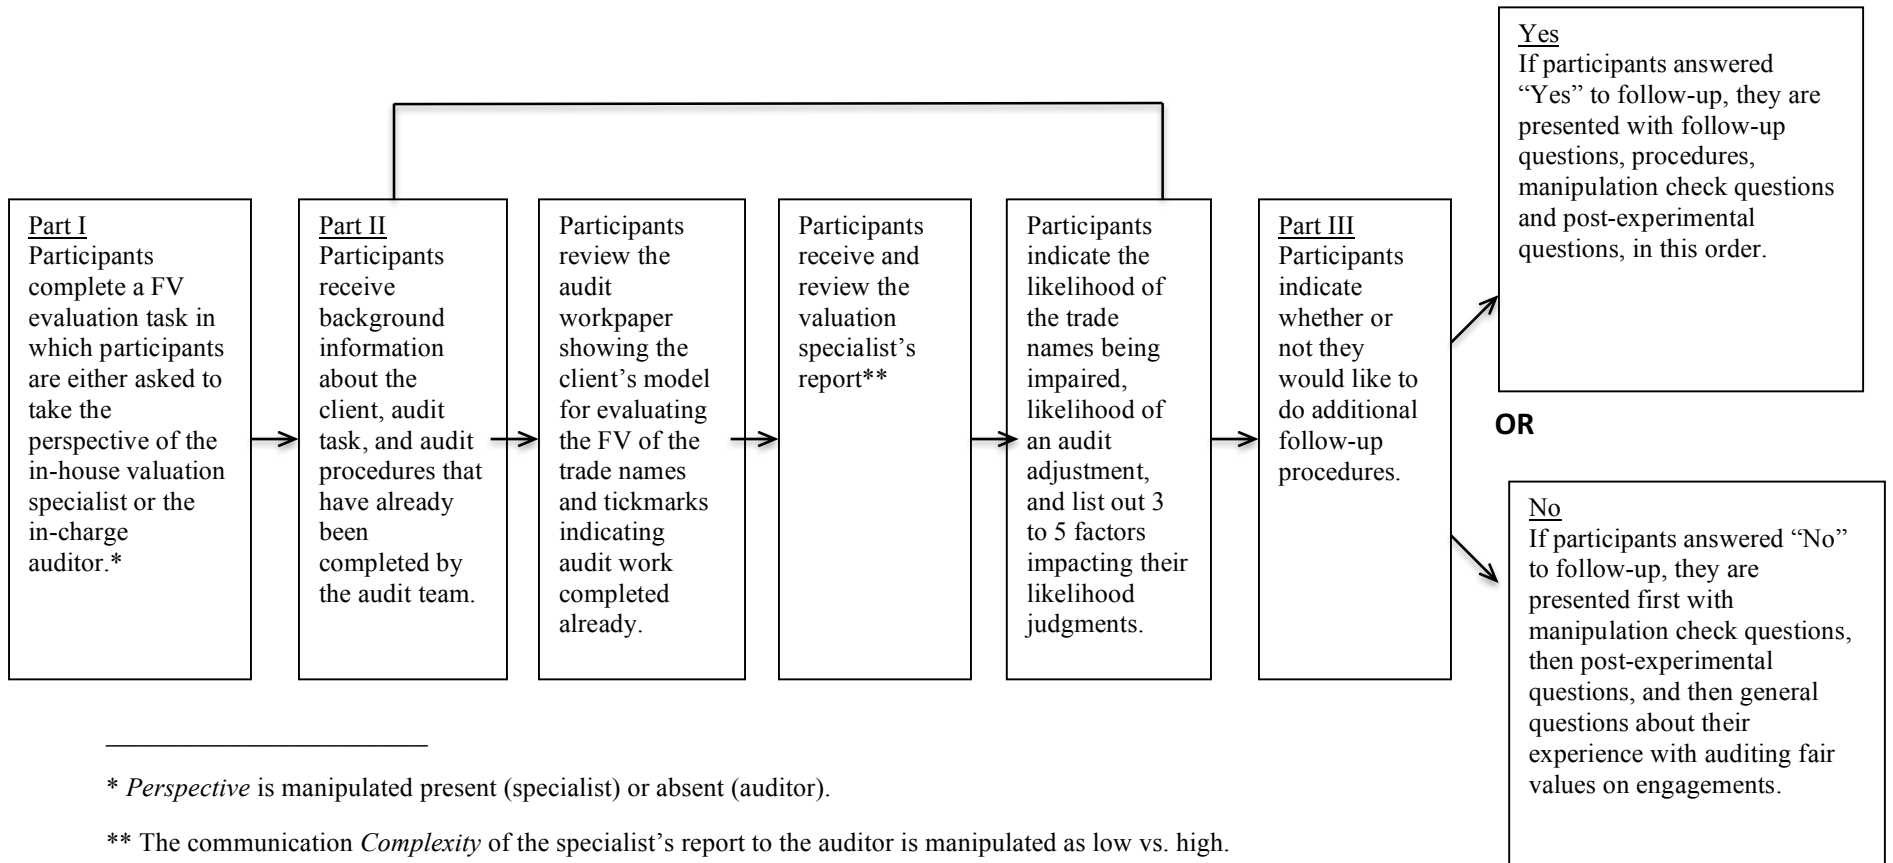 Part I
Participants
complete a FV
evaluation task in
which participants
are either asked to
take the
perspective of the
in-house valuation
specialist or the
in-charge
auditor.*
Part II
Participants
receive
background
information
about the
client, audit
task, and audit
procedures that
have already
been
completed by
the audit team.
Participants
review the
audit
workpaper
showing the
client’s model
for evaluating
the FV of the
trade names
and tickmarks
indicating
audit work
completed
already.
Participants
receive and
review the
valuation
specialist’s
report**
Participants
indicate the
likelihood of
the trade
names being
impaired,
likelihood of
an audit
adjustment,
and list out 3
to 5 factors
impacting their
likelihood
judgments.
Part III
Participants
indicate
whether or
not they
would like to
do additional
follow-up
procedures.
Yes
If participants answered
“Yes” to follow-up, they are
presented with follow-up
questions, procedures,
manipulation check questions
and post-experimental
questions, in this order.
OR
No
If participants answered “No”
to follow-up, they are
presented first with
manipulation check questions,
then post-experimental
questions, and then general
questions about their
experience with auditing fair
values on engagements.
* Perspective is manipulated present (specialist) or absent (auditor).
** The communication Complexity of the specialist’s report to the auditor is manipulated as low vs. high.